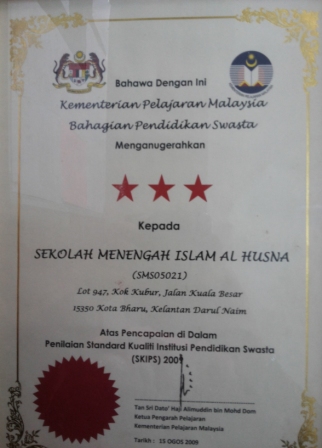 Bahawa Dengan Ini
Kementerian Pelajaran Malaysia
Bahagian Pendidikan Swasta
Menganugerahkan
Kepada
SEKOLAH MENENGAH ISLAM AL HUSNA
(SMS05021)
Lot 947, Kok Kubur, Jalan Kuala Besar
15350 Kota Bharu, Kelantan Darul Naim
Atas Pencapaian di Dalam
Penilaian Standard Kualiti Institusi Pendidikan Swasta
(SKIPS) 2009
Tan Sri Dato' Haji Alimuddin bin Mohd Dom
Ketua Pengarah Pelajaran
Kementerian Pelajaran Malaysia
Tarikh : 15 OGOS 2009